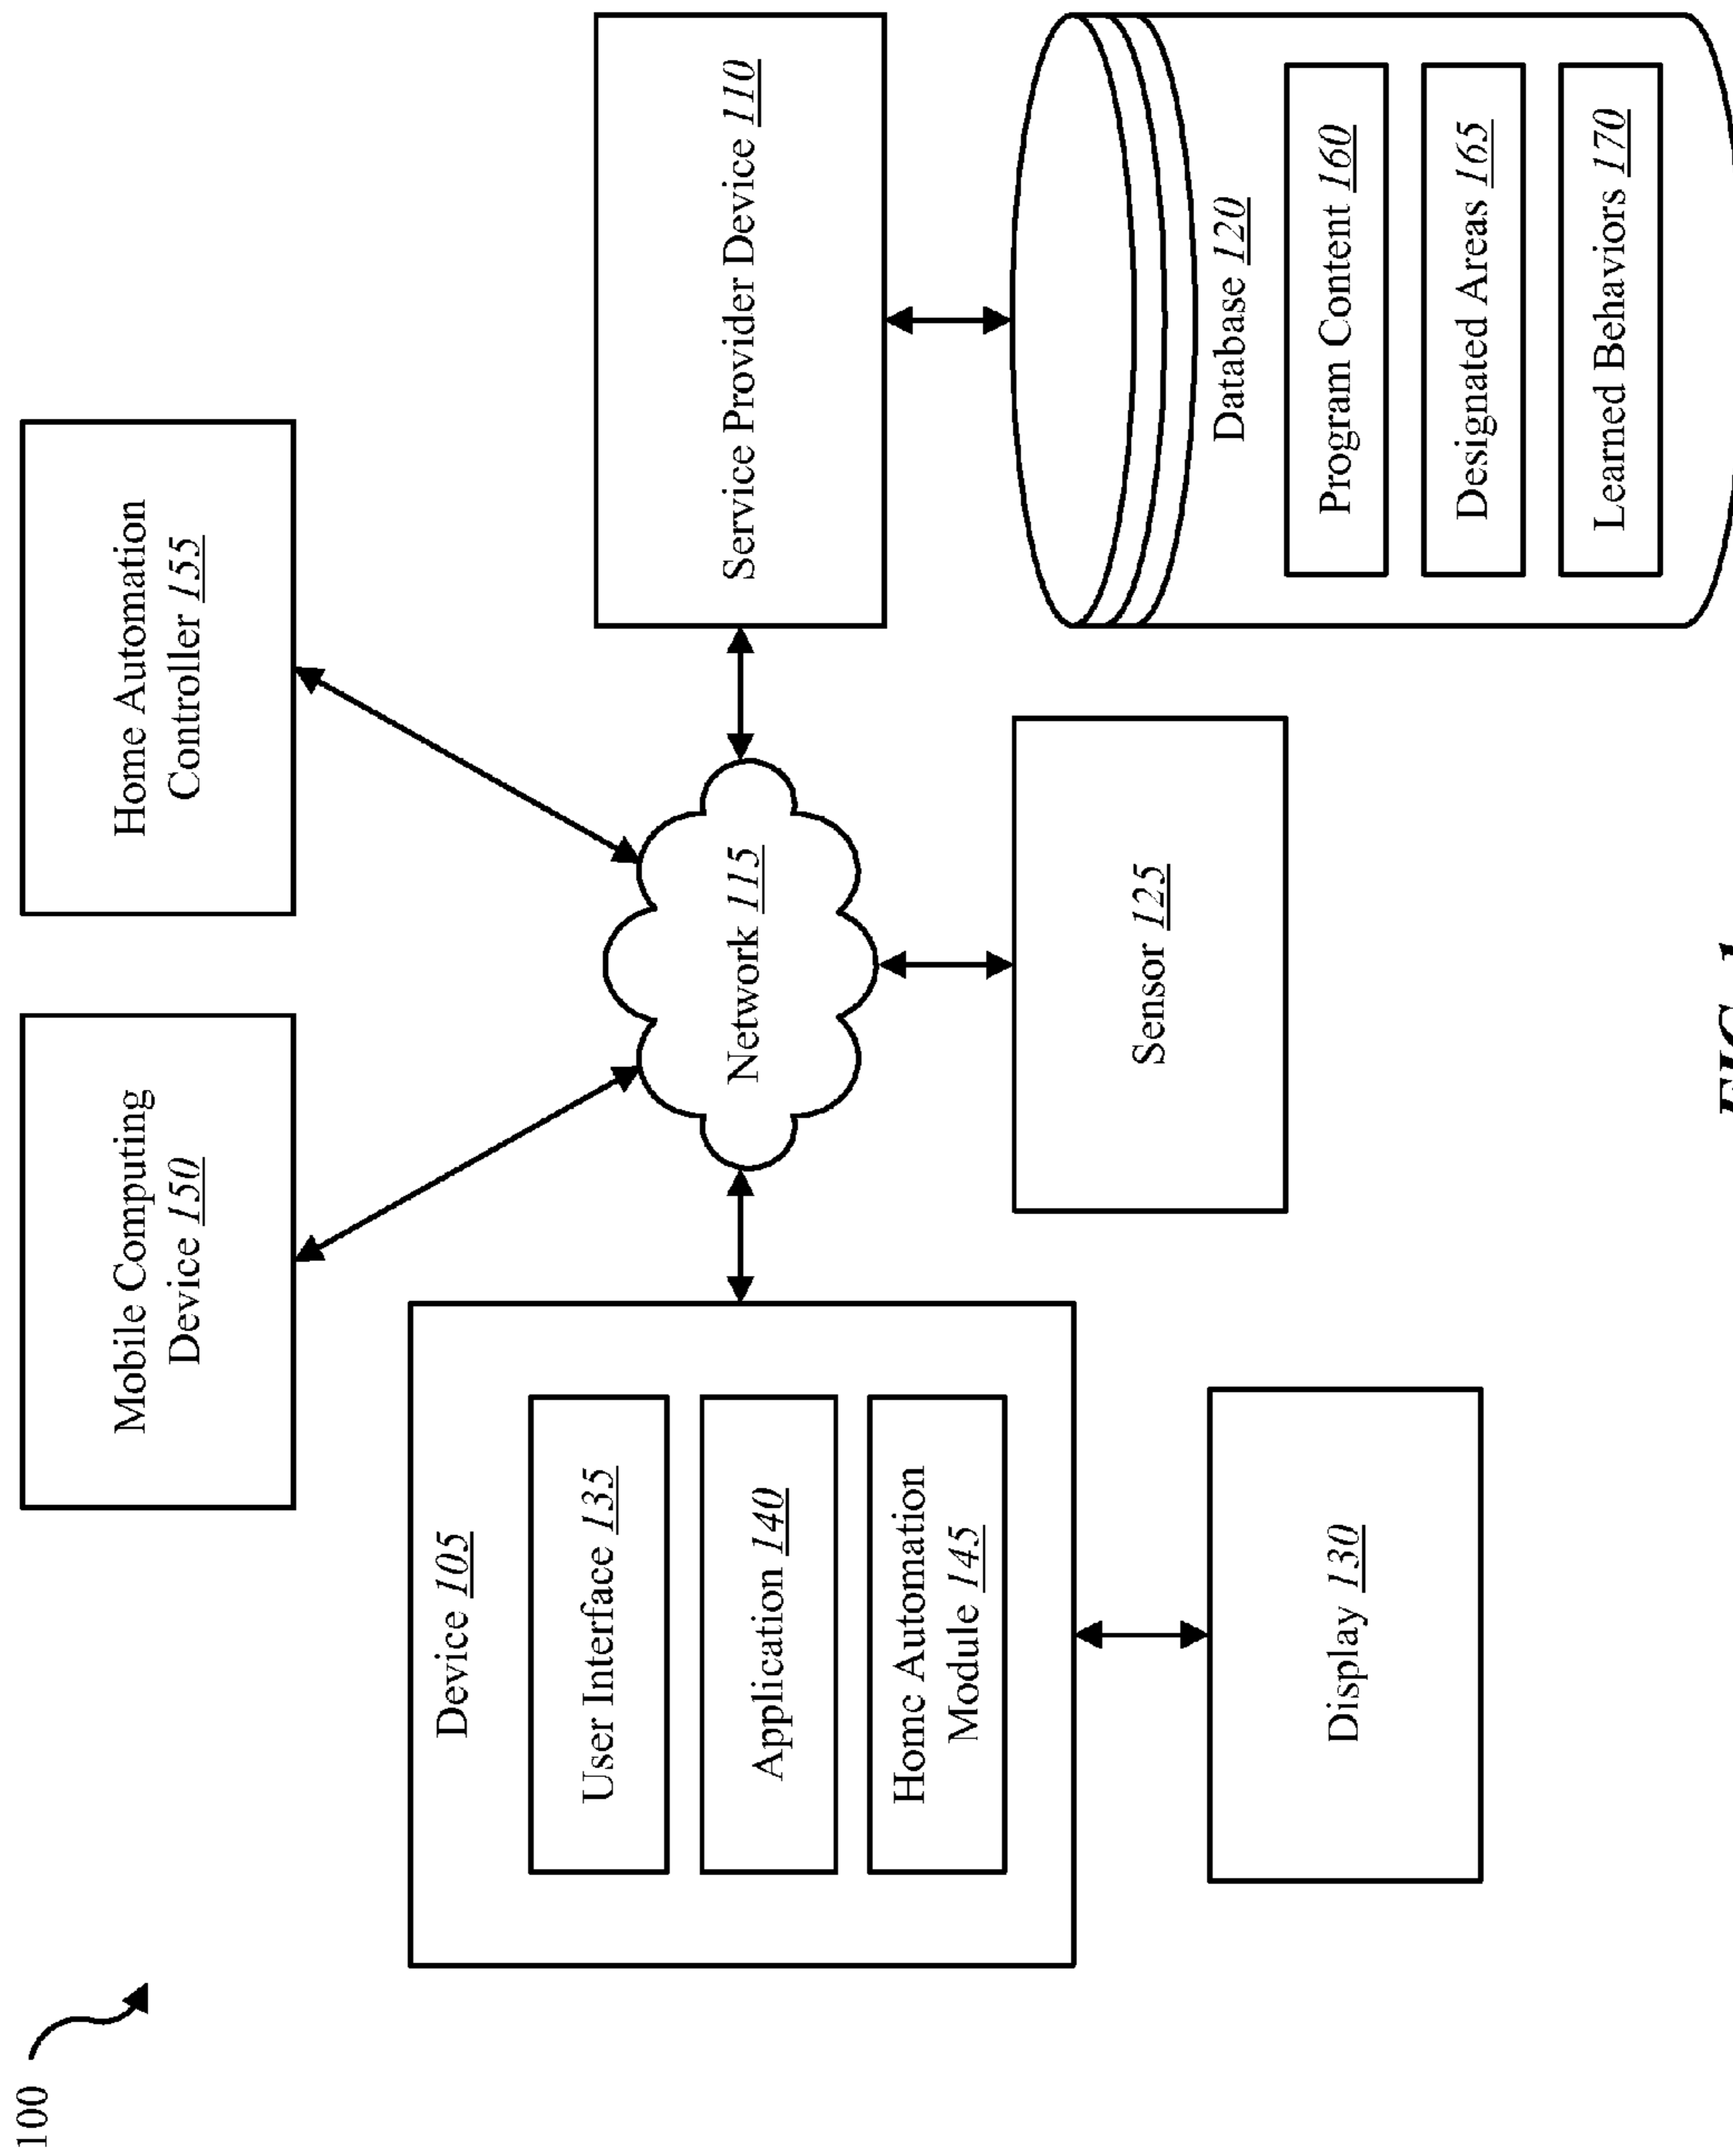 100
Mobile Computing
Device 150
Home Automation
Controller 155
Device 105
User Interface 135
Application 140
Home Automation
Module 145
Network 115
Service Provider Device 110
Display 130
Sensor 125
Database 120
Program Content 160
Designated Areas 165
Learned Behaviors 170